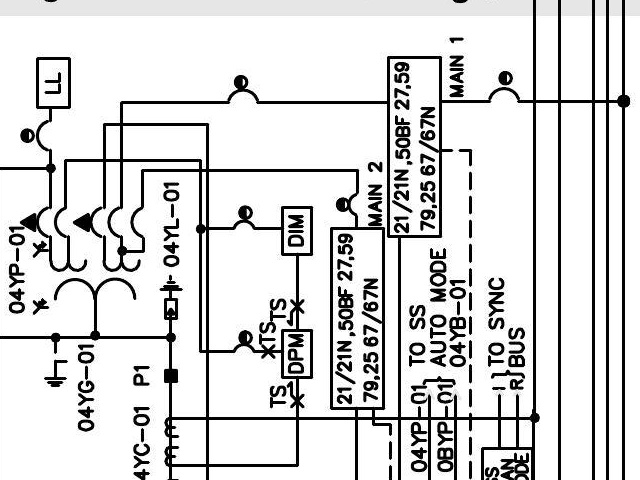 LL
MAIN 1
21/21N,50BF 27,59
79,25 67/67N
MAIN 2
21/21N,50BF 27,59
79,25 67/67N
04YP-01
04YL-01
DIM
TS
TS
DPM
TS
04YG-01
P1
04YC-01
TO SS
AUTO MODE
04YB-01
04YP-01
0BYP-01
TO SYNC
BUS
1
R